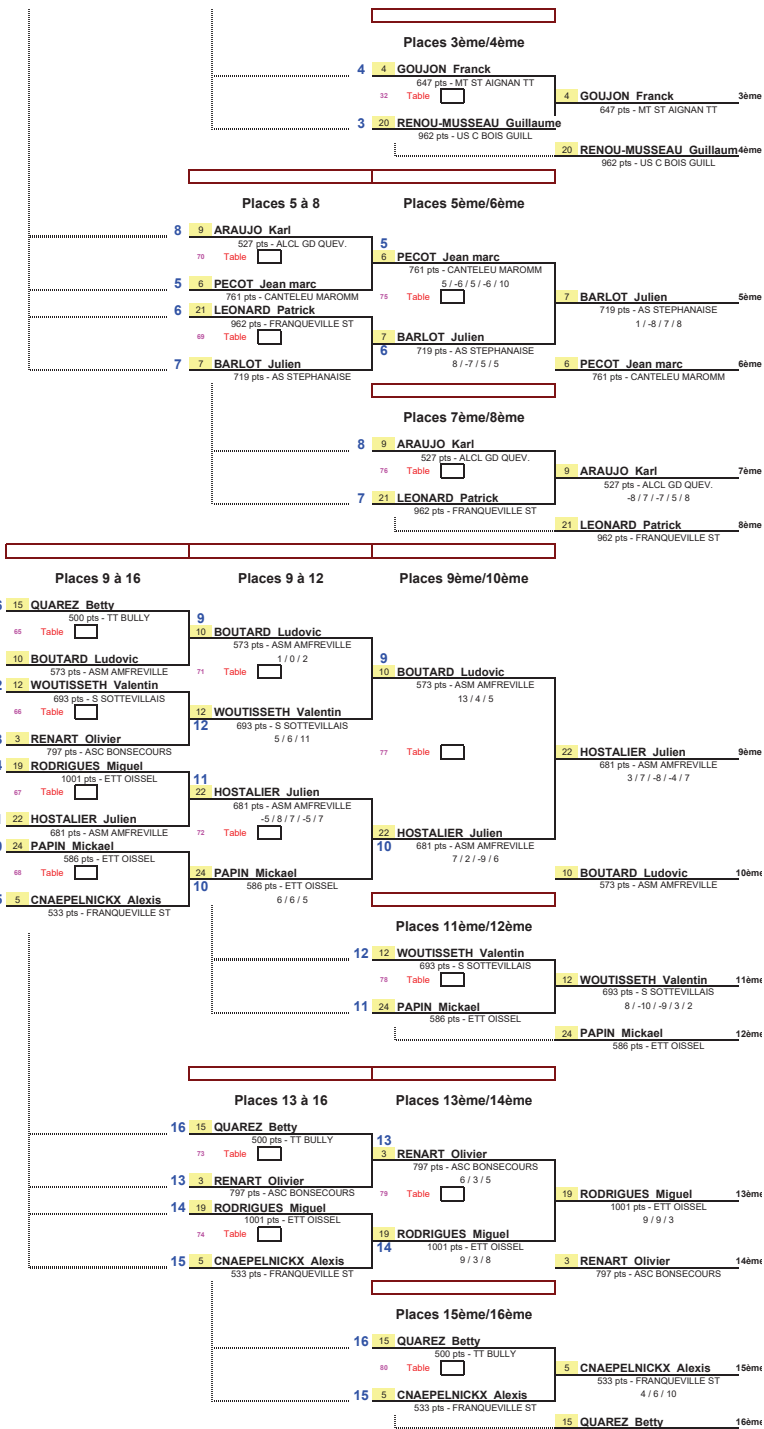 Places 3ème/4ème
4 4 GOUJON Franck
647 pts - MT ST AIGNAN TT
32 Table
4 GOUJON Franck 3ème
647 pts - MT ST AIGNAN TT
3 20 RENOU-MUSSEAU Guillaume
962 pts - US C BOIS GUILL
20 RENOU-MUSSEAU Guillaum 4ème
962 pts - US C BOIS GUILL
Places 5 à 8
Places 5ème/6ème
8 9 ARAUJO Karl
527 pts - ALCL GD QUEV.
70 Table
5
6 PECOT Jean marc
761 pts - CANTELEU MAROMM
5 / -6 / 5 / -6 / 10
5 6 PECOT Jean marc
761 pts - CANTELEU MAROMM
75 Table
7 BARLOT Julien 5ème
719 pts - AS STEPHANAISE
1 / -8 / 7 / 8
6 21 LEONARD Patrick
962 pts - FRANQUEVILLE ST
69 Table
7 BARLOT Julien
6 719 pts - AS STEPHANAISE
8 / -7 / 5 / 5
7 7 BARLOT Julien
719 pts - AS STEPHANAISE
6 PECOT Jean marc 6ème
761 pts - CANTELEU MAROMM
Places 7ème/8ème
8 9 ARAUJO Karl
527 pts - ALCL GD QUEV.
76 Table
9 ARAUJO Karl 7ème
527 pts - ALCL GD QUEV.
-8 / 7 / -7 / 5 / 8
7 21 LEONARD Patrick
962 pts - FRANQUEVILLE ST
21 LEONARD Patrick 8ème
962 pts - FRANQUEVILLE ST
Places 9 à 16
Places 9 à 12
Places 9ème/10ème
15 QUAREZ Betty
500 pts - TT BULLY
65 Table
9
10 BOUTARD Ludovic
573 pts - ASM AMFREVILLE
1 / 0 / 2
10 BOUTARD Ludovic
573 pts - ASM AMFREVILLE
71 Table
9
10 BOUTARD Ludovic
573 pts - ASM AMFREVILLE
13 / 4 / 5
12 WOUTISSETH Valentin
693 pts - S SOTTEVILLAIS
66 Table
12 WOUTISSETH Valentin
12 693 pts - S SOTTEVILLAIS
5 / 6 / 11
3 RENART Olivier
797 pts - ASC BONSECOURS
77 Table
22 HOSTALIER Julien 9ème
681 pts - ASM AMFREVILLE
3 / 7 / -8 / -4 / 7
19 RODRIGUES Miguel
1001 pts - ETT OISSEL
67 Table
11
22 HOSTALIER Julien
681 pts - ASM AMFREVILLE
-5 / 8 / 7 / -5 / 7
22 HOSTALIER Julien
681 pts - ASM AMFREVILLE
72 Table
22 HOSTALIER Julien
10 681 pts - ASM AMFREVILLE
7 / 2 / -9 / 6
24 PAPIN Mickael
586 pts - ETT OISSEL
68 Table
24 PAPIN Mickael
10 586 pts - ETT OISSEL
6 / 6 / 5
10 BOUTARD Ludovic 10ème
573 pts - ASM AMFREVILLE
5 CNAEPELNICKX Alexis
533 pts - FRANQUEVILLE ST
Places 11ème/12ème
12 12 WOUTISSETH Valentin
693 pts - S SOTTEVILLAIS
78 Table
12 WOUTISSETH Valentin 11ème
693 pts - S SOTTEVILLAIS
8 / -10 / -9 / 3 / 2
11 24 PAPIN Mickael
586 pts - ETT OISSEL
24 PAPIN Mickael 12ème
586 pts - ETT OISSEL
Places 13 à 16
Places 13ème/14ème
16 15 QUAREZ Betty
500 pts - TT BULLY
73 Table
13
3 RENART Olivier
797 pts - ASC BONSECOURS
6 / 3 / 5
13 3 RENART Olivier
797 pts - ASC BONSECOURS
79 Table
19 RODRIGUES Miguel 13ème
1001 pts - ETT OISSEL
9 / 9 / 3
14 19 RODRIGUES Miguel
1001 pts - ETT OISSEL
74 Table
19 RODRIGUES Miguel
14 1001 pts - ETT OISSEL
9 / 3 / 8
15 5 CNAEPELNICKX Alexis
533 pts - FRANQUEVILLE ST
3 RENART Olivier 14ème
797 pts - ASC BONSECOURS
Places 15ème/16ème
16 15 QUAREZ Betty
500 pts - TT BULLY
80 Table
5 CNAEPELNICKX Alexis 15ème
533 pts - FRANQUEVILLE ST
4 / 6 / 10
15 5 CNAEPELNICKX Alexis
533 pts - FRANQUEVILLE ST
15 QUAREZ Betty 16ème